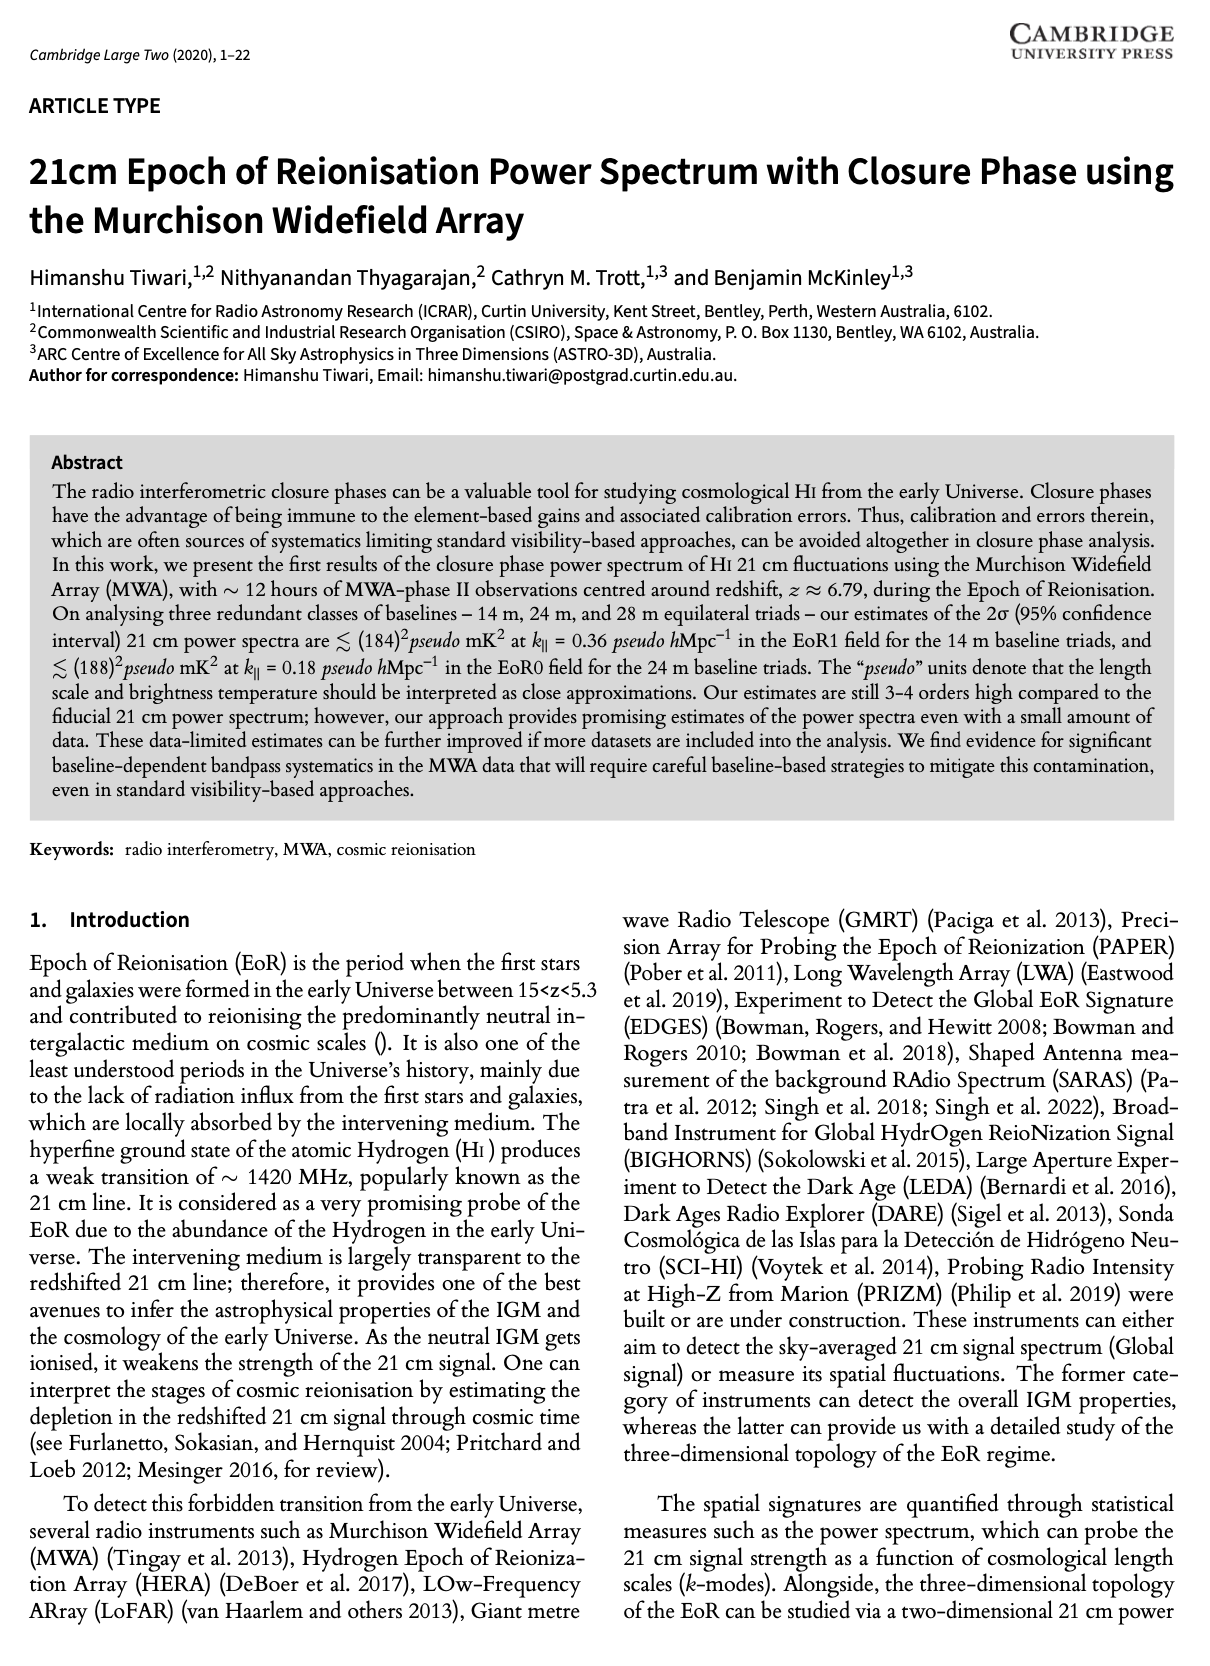 Cambridge Large Two (2020), 1–22
CAMBRIDGE
UNIVERSITY PRESS
ARTICLE TYPE
21cm Epoch of Reionisation Power Spectrum with Closure Phase using
the Murchison Widefield Array
Himanshu Tiwari,1,2 Nithyanandan Thyagarajan,2 Cathryn M. Trott,1,3 and Benjamin McKinley1,3
1International Centre for Radio Astronomy Research (ICRAR), Curtin University, Kent Street, Bentley, Perth, Western Australia, 6102.
2Commonwealth Scientific and Industrial Research Organisation (CSIRO), Space & Astronomy, P. O. Box 1130, Bentley, WA 6102, Australia.
3ARC Centre of Excellence for All Sky Astrophysics in Three Dimensions (ASTRO-3D), Australia.
Author for correspondence: Himanshu Tiwari, Email: himanshu.tiwari@postgrad.curtin.edu.au.
Abstract
The radio interferometric closure phases can be a valuable tool for studying cosmological HI from the early Universe. Closure phases
have the advantage of being immune to the element-based gains and associated calibration errors. Thus, calibration and errors therein,
which are often sources of systematics limiting standard visibility-based approaches, can be avoided altogether in closure phase analysis.
In this work, we present the first results of the closure phase power spectrum of HI 21 cm fluctuations using the Murchison Widefield
Array (MWA), with ∼ 12 hours of MWA-phase II observations centred around redshift, z ≈ 6.79, during the Epoch of Reionisation.
On analysing three redundant classes of baselines – 14 m, 24 m, and 28 m equilateral triads – our estimates of the 2σ (95% confidence
interval) 21 cm power spectra are ≲ (184)²pseudo mK² at k∥ = 0.36 pseudo hMpc⁻¹ in the EoR1 field for the 14 m baseline triads, and
≲ (188)²pseudo mK² at k∥ = 0.18 pseudo hMpc⁻¹ in the EoR0 field for the 24 m baseline triads. The “pseudo” units denote that the length
scale and brightness temperature should be interpreted as close approximations. Our estimates are still 3-4 orders high compared to the
fiducial 21 cm power spectrum; however, our approach provides promising estimates of the power spectra even with a small amount of
data. These data-limited estimates can be further improved if more datasets are included into the analysis. We find evidence for significant
baseline-dependent bandpass systematics in the MWA data that will require careful baseline-based strategies to mitigate this contamination,
even in standard visibility-based approaches.
Keywords: radio interferometry, MWA, cosmic reionisation
1. Introduction
Epoch of Reionisation (EoR) is the period when the first stars
and galaxies were formed in the early Universe between 15<z<5.3
and contributed to reionising the predominantly neutral in-
tergalactic medium on cosmic scales (). It is also one of the
least understood periods in the Universe's history, mainly due
to the lack of radiation influx from the first stars and galaxies,
which are locally absorbed by the intervening medium. The
hyperfine ground state of the atomic Hydrogen (HI ) produces
a weak transition of ∼ 1420 MHz, popularly known as the
21 cm line. It is considered as a very promising probe of the
EoR due to the abundance of the Hydrogen in the early Uni-
verse. The intervening medium is largely transparent to the
redshifted 21 cm line; therefore, it provides one of the best
avenues to infer the astrophysical properties of the IGM and
the cosmology of the early Universe. As the neutral IGM gets
ionised, it weakens the strength of the 21 cm signal. One can
interpret the stages of cosmic reionisation by estimating the
depletion in the redshifted 21 cm signal through cosmic time
(see Furlanetto, Sokasian, and Hernquist 2004; Pritchard and
Loeb 2012; Mesinger 2016, for review).
To detect this forbidden transition from the early Universe,
several radio instruments such as Murchison Widefield Array
(MWA) (Tingay et al. 2013), Hydrogen Epoch of Reioniza-
tion Array (HERA) (DeBoer et al. 2017), LOw-Frequency
ARray (LoFAR) (van Haarlem and others 2013), Giant metre
wave Radio Telescope (GMRT) (Paciga et al. 2013), Preci-
sion Array for Probing the Epoch of Reionization (PAPER)
(Pober et al. 2011), Long Wavelength Array (LWA) (Eastwood
et al. 2019), Experiment to Detect the Global EoR Signature
(EDGES) (Bowman, Rogers, and Hewitt 2008; Bowman and
Rogers 2010; Bowman et al. 2018), Shaped Antenna mea-
surement of the background RAdio Spectrum (SARAS) (Pa-
tra et al. 2012; Singh et al. 2018; Singh et al. 2022), Broad-
band Instrument for Global HydrOgen ReioNization Signal
(BIGHORNS) (Sokolowski et al. 2015), Large Aperture Exper-
iment to Detect the Dark Age (LEDA) (Bernardi et al. 2016),
Dark Ages Radio Explorer (DARE) (Sigel et al. 2013), Sonda
Cosmológica de las Islas para la Detección de Hidrógeno Neu-
tro (SCI-HI) (Voytek et al. 2014), Probing Radio Intensity
at High-Z from Marion (PRIZM) (Philip et al. 2019) were
built or are under construction. These instruments can either
aim to detect the sky-averaged 21 cm signal spectrum (Global
signal) or measure its spatial fluctuations. The former cate-
gory of instruments can detect the overall IGM properties,
whereas the latter can provide us with a detailed study of the
three-dimensional topology of the EoR regime.
The spatial signatures are quantified through statistical
measures such as the power spectrum, which can probe the
21 cm signal strength as a function of cosmological length
scales (k-modes). Alongside, the three-dimensional topology
of the EoR can be studied via a two-dimensional 21 cm power